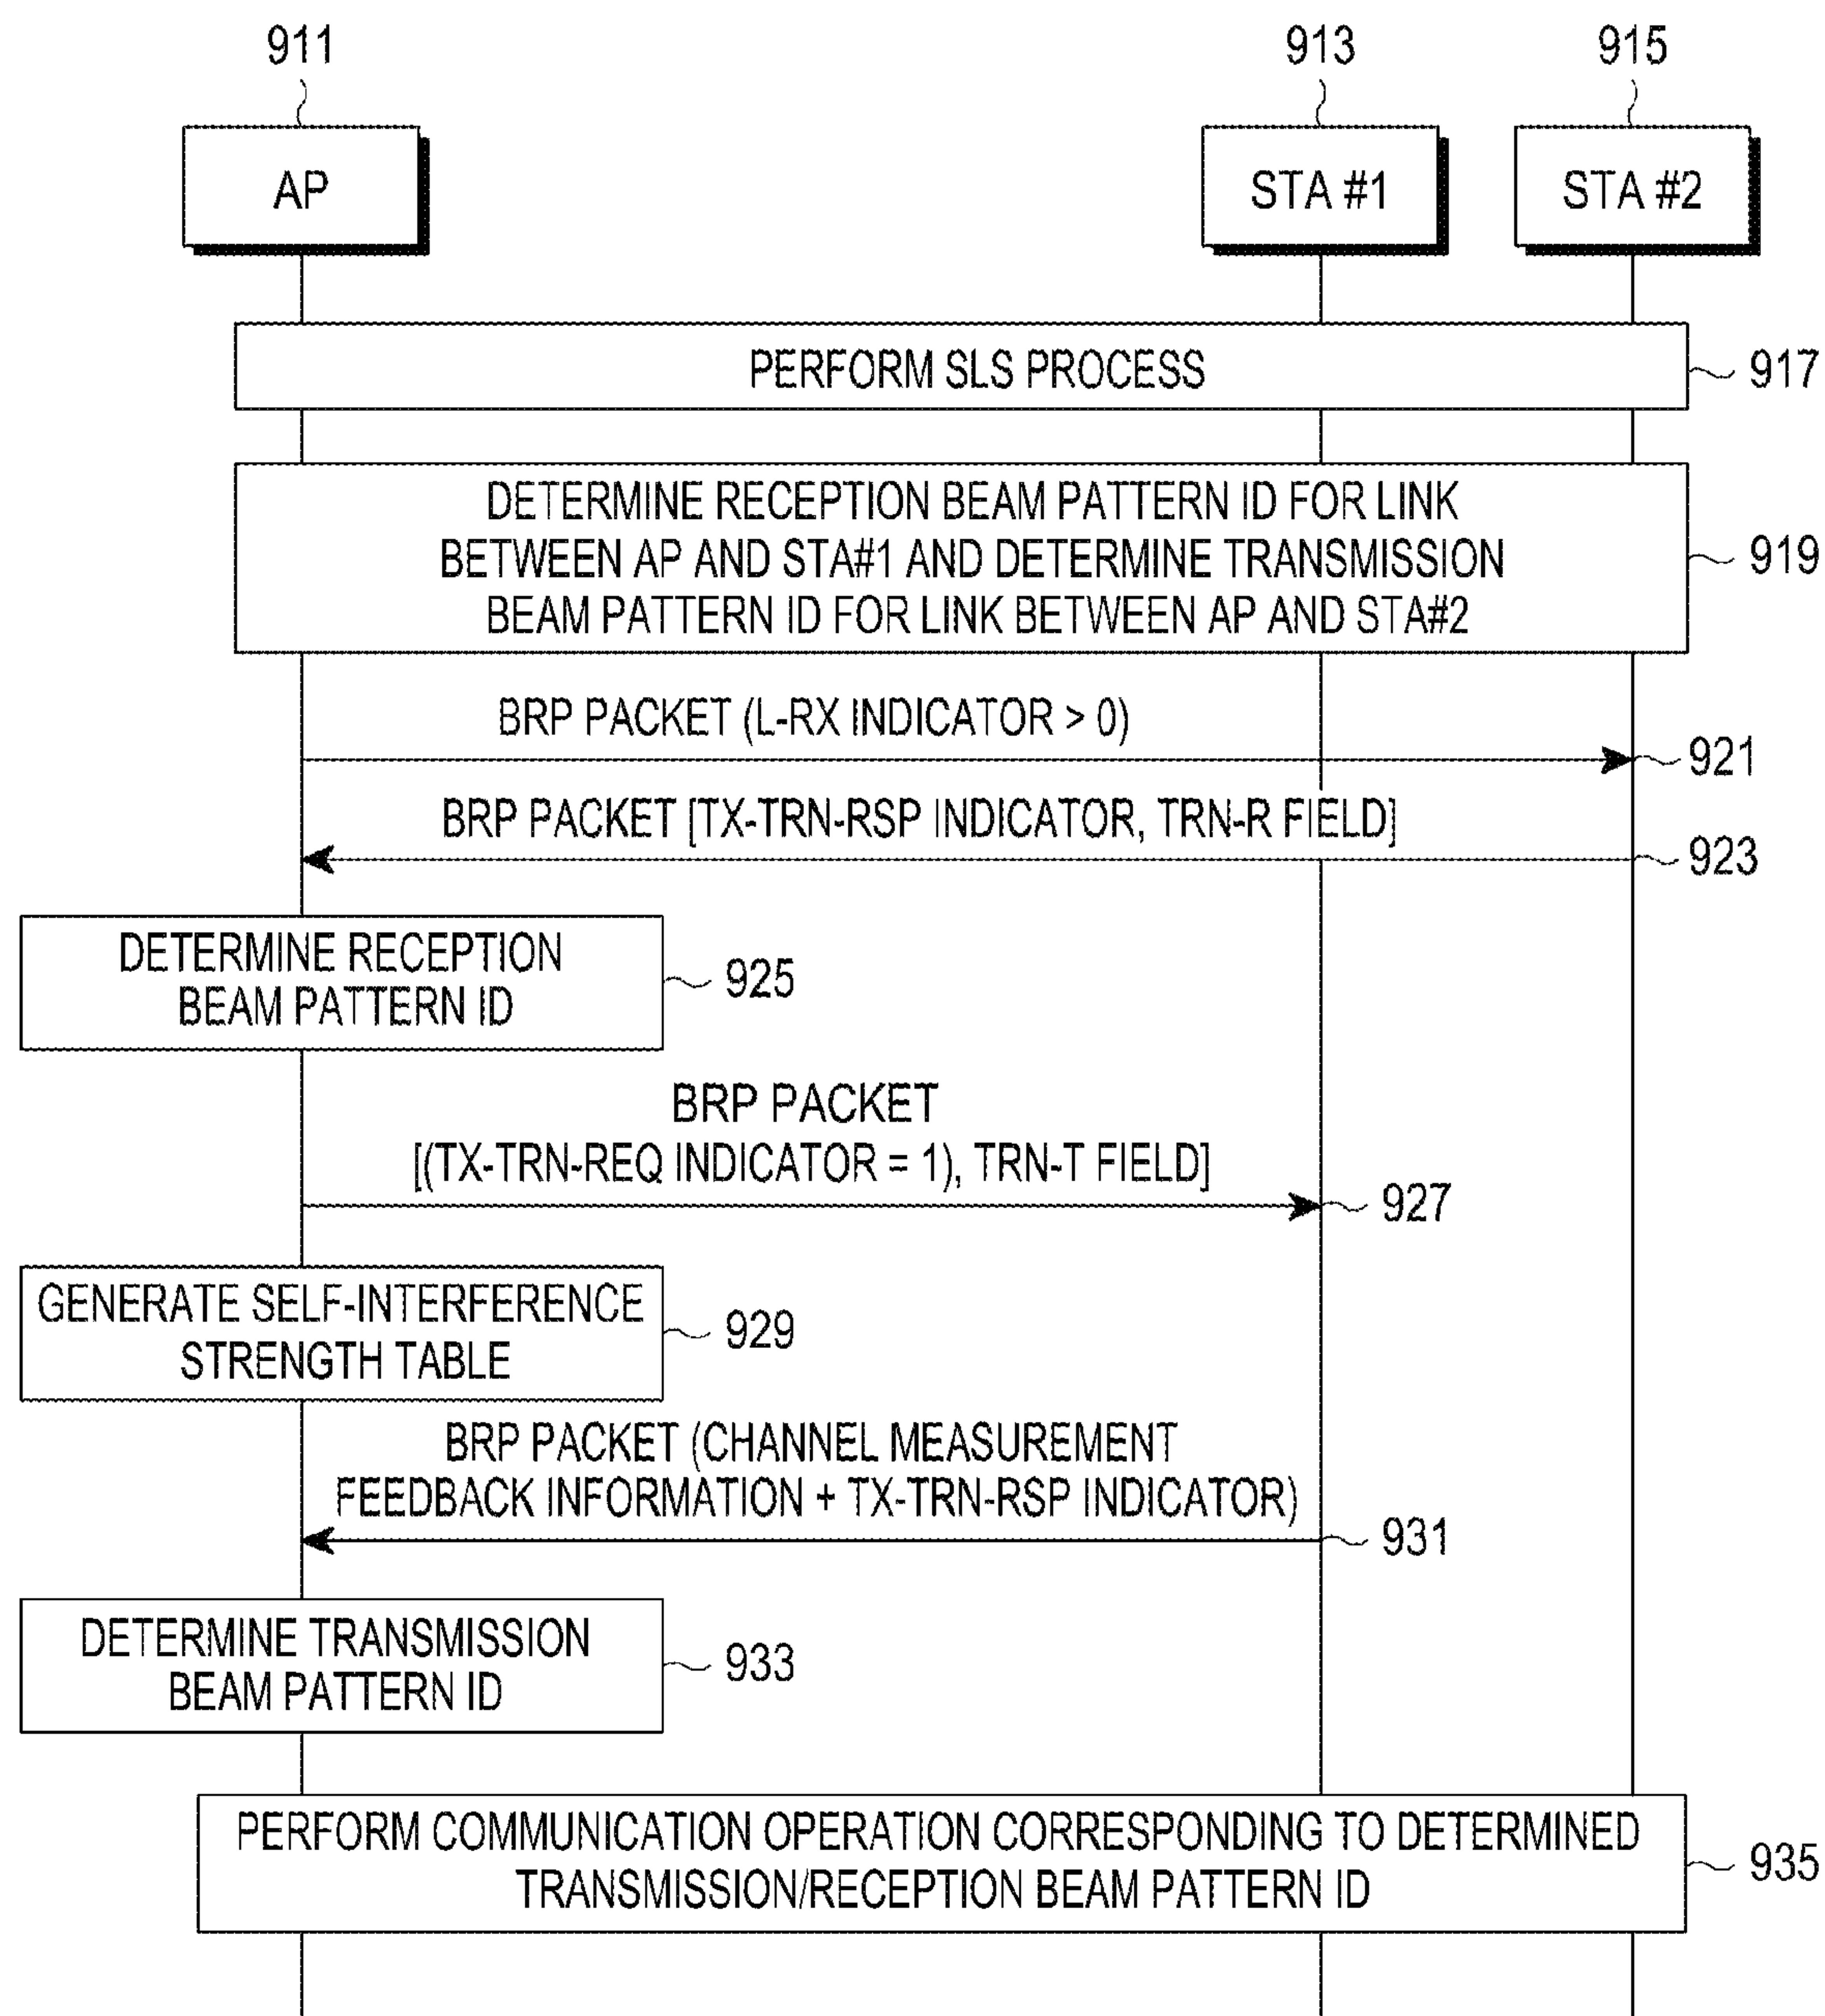 911
913
915
AP
STA #1
STA #2
PERFORM SLS PROCESS
917
DETERMINE RECEPTION BEAM PATTERN ID FOR LINK
BETWEEN AP AND STA#1 AND DETERMINE TRANSMISSION
919
BEAM PATTERN ID FOR LINK BETWEEN AP AND STA#2
BRP PACKET (L-RX INDICATOR > 0)
921
BRP PACKET [TX-TRN-RSP INDICATOR, TRN-R FIELD]
923
DETERMINE RECEPTION
BEAM PATTERN ID
925
BRP PACKET
[(TX-TRN-REQ INDICATOR = 1), TRN-T FIELD]
927
GENERATE SELF-INTERFERENCE
STRENGTH TABLE
929
BRP PACKET (CHANNEL MEASUREMENT
FEEDBACK INFORMATION + TX-TRN-RSP INDICATOR)
931
DETERMINE TRANSMISSION
BEAM PATTERN ID
933
PERFORM COMMUNICATION OPERATION CORRESPONDING TO DETERMINED
TRANSMISSION/RECEPTION BEAM PATTERN ID
935